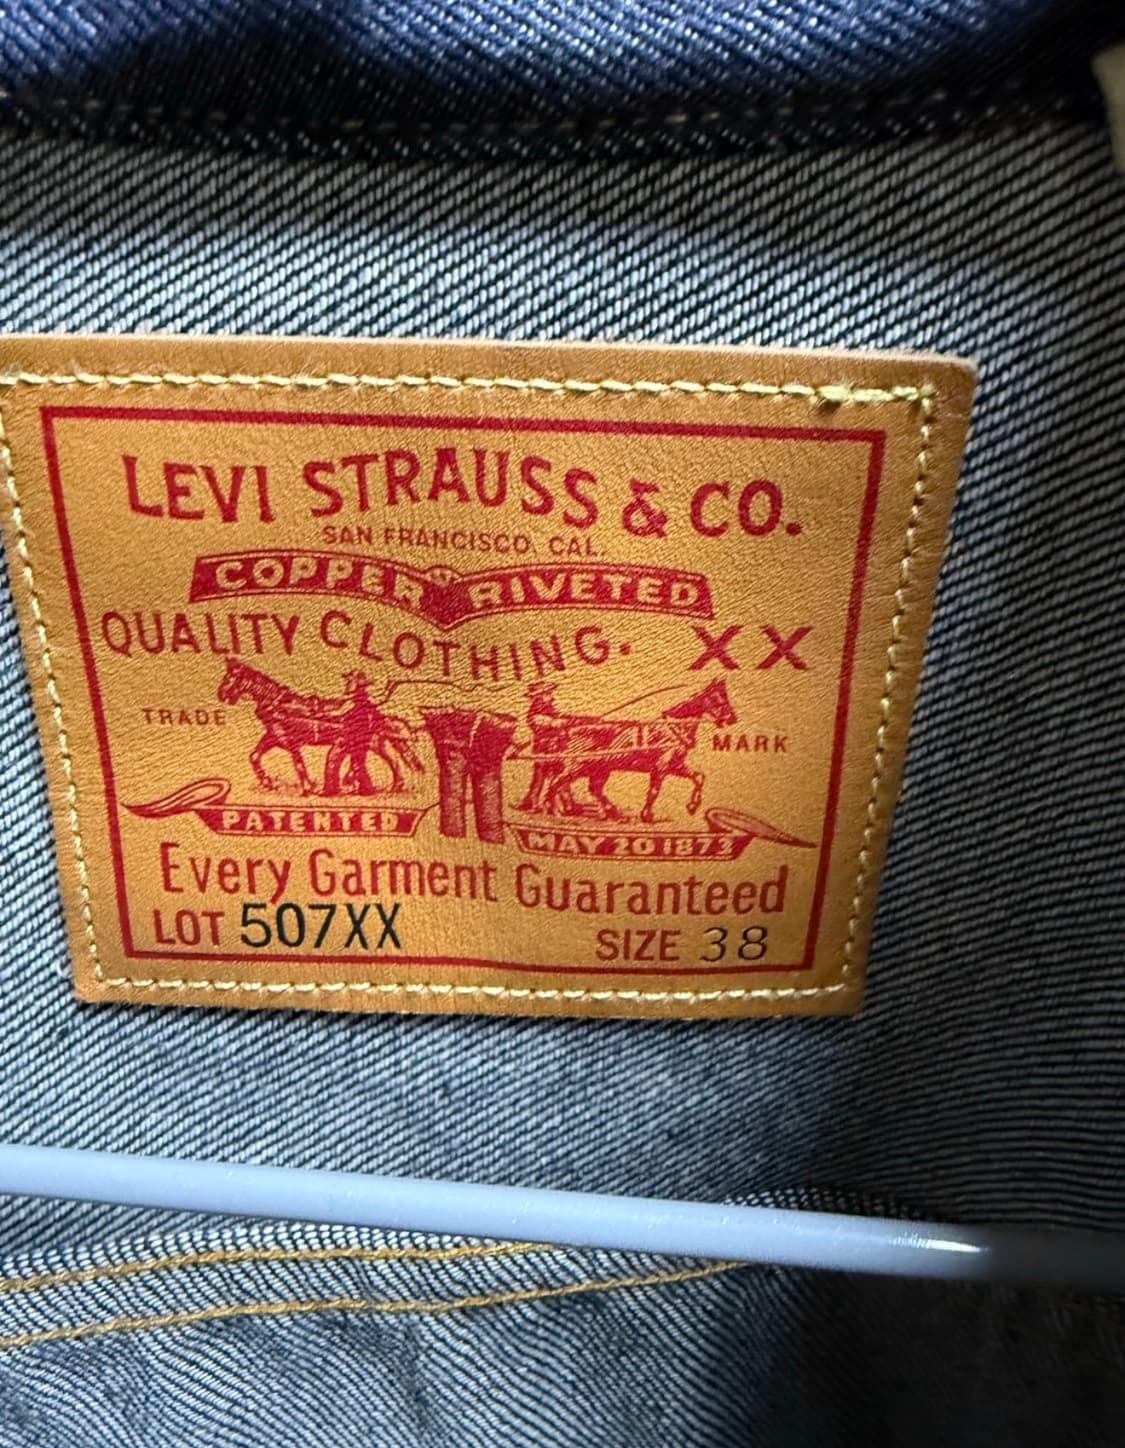 LEVI STRAUSS & CO.
SAN FRANCISCO, CAL.
COPPER RIVETED
QUALITY CLOTHING. XX
TRADE MARK
PATENTED MAY 20 1873
Every Garment Guaranteed
LOT 507XX SIZE 38